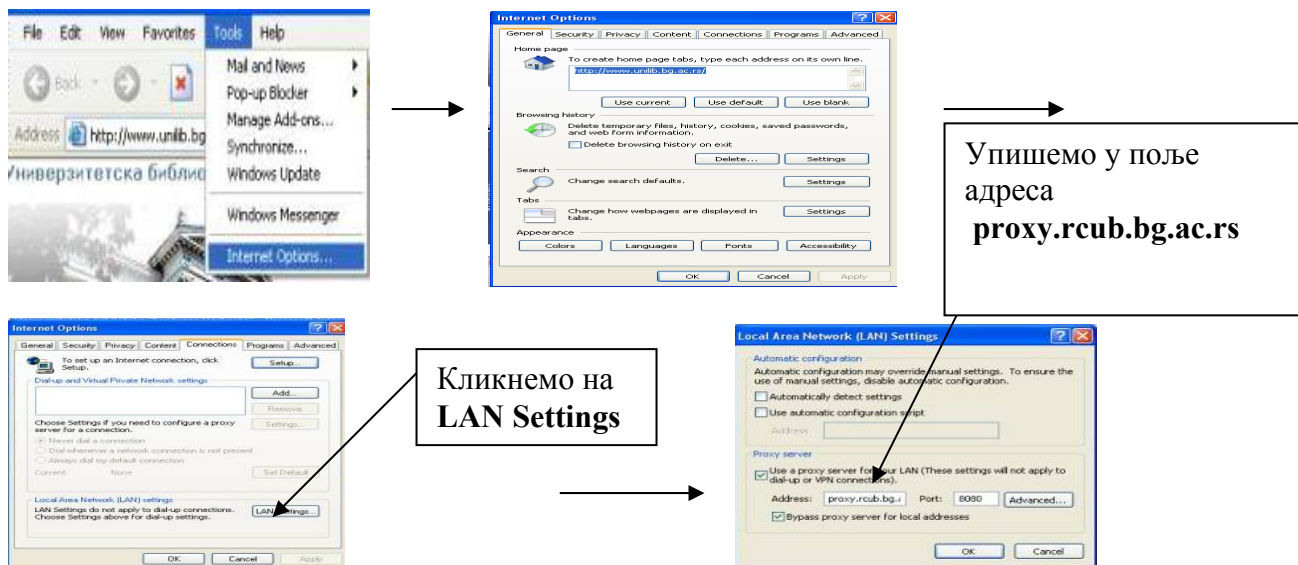 File Edit View Favorites Tools Help
Back
Address http://www.unilib.bg
Универзитетска библио
Mail and News
Pop-up Blocker
Manage Add-ons...
Synchronize...
Windows Update
Windows Messenger
Internet Options...
Internet Options
General Security Privacy Content Connections Programs Advanced
Home page
To create home page tabs, type each address on its own line.
http://www.unilib.bg.ac.rs/
Use current Use default Use blank
Browsing history
Delete temporary files, history, cookies, saved passwords,
and web form information.
Delete browsing history on exit
Delete... Settings
Search
Change search defaults. Settings
Tabs
Change how webpages are displayed in
tabs. Settings
Appearance
Colors Languages Fonts Accessibility
OK Cancel Apply
Упишемо у поље
адреса
proxy.rcub.bg.ac.rs
Internet Options
General Security Privacy Content Connections Programs Advanced
To set up an Internet connection, click
Setup. Setup...
Dial-up and Virtual Private Network settings
Add...
Remove
Choose Settings if you need to configure a proxy
server for a connection. Settings...
Never dial a connection
Dial whenever a network connection is not present
Always dial my default connection
Current None Set Default
Local Area Network (LAN) settings
LAN Settings do not apply to dial-up connections.
Choose Settings above for dial-up settings.
LAN Settings...
OK Cancel Apply
Кликнемо на
LAN Settings
Local Area Network (LAN) Settings
Automatic configuration
Automatic configuration may override manual settings. To ensure the
use of manual settings, disable automatic configuration.
Automatically detect settings
Use automatic configuration script
Address
Proxy server
Use a proxy server for your LAN (These settings will not apply to
dial-up or VPN connections).
Address: proxy.rcub.bg. Port: 8080 Advanced...
Bypass proxy server for local addresses
OK Cancel